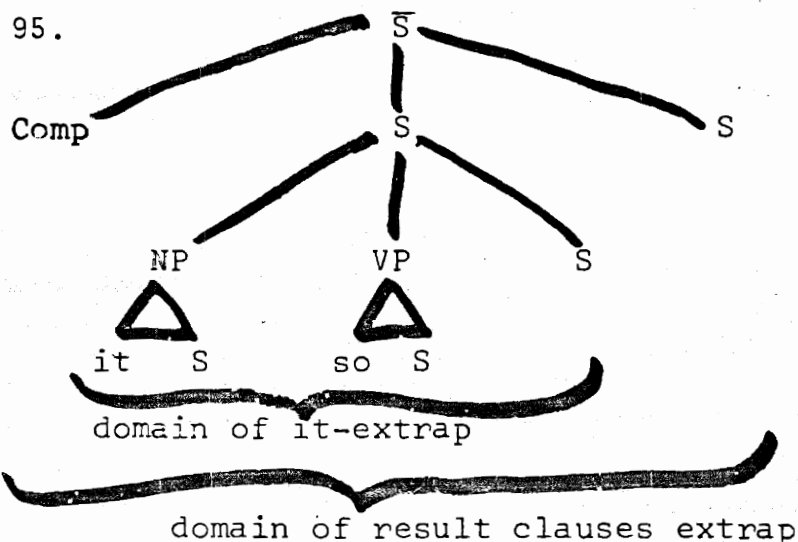 95.
S̅
Comp S S
NP VP S
it S so S
domain of it-extrap
domain of result clauses extrap